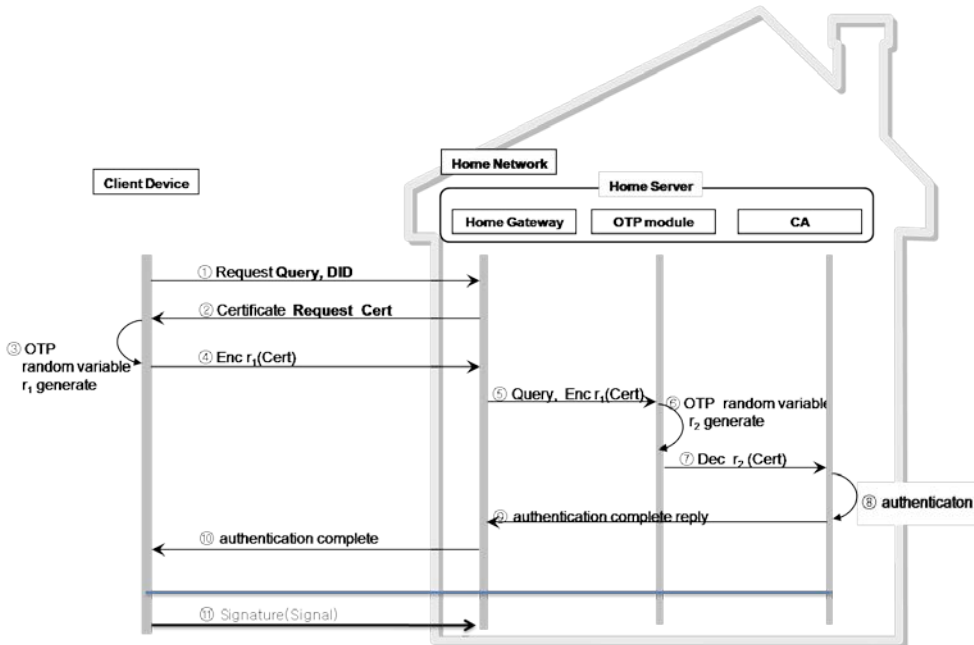 Home Network
Client Device
Home Server
Home Gateway
OTP module
CA
① Request Query, DID
② Certificate Request Cert
③ OTP
random variable
r₁ generate
④ Enc r₁(Cert)
⑤ Query, Enc r₁(Cert)
⑥ OTP random variable
r₂ generate
⑦ Dec r₂ (Cert)
⑧ authenticaton
⑨ authentication complete reply
⑩ authentication complete
⑪ Signature(Signal)